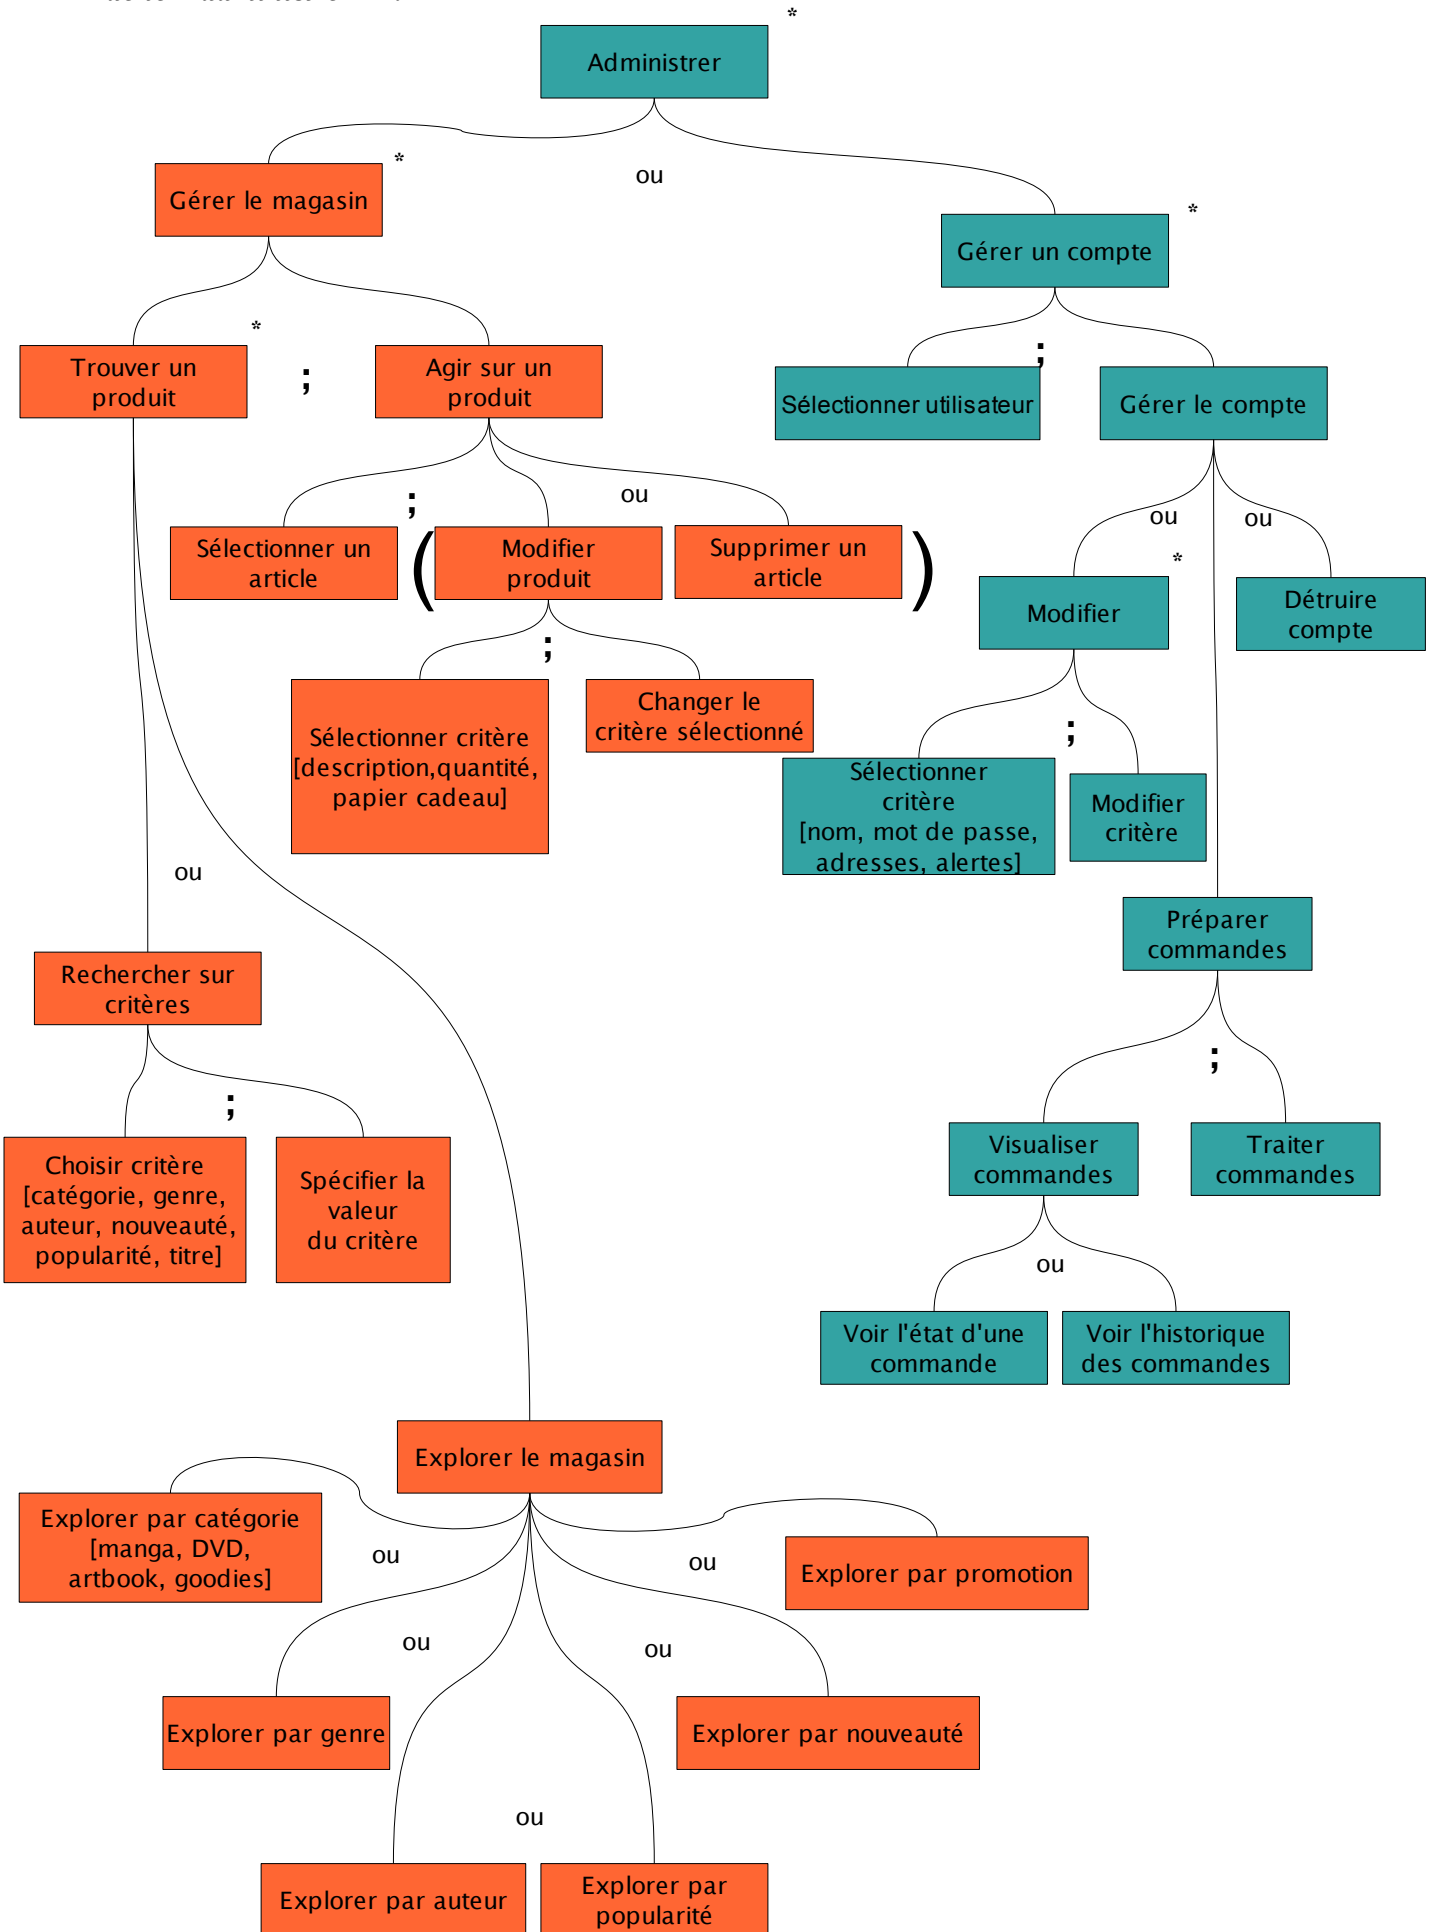 *
Administrer
ou
*
Gérer le magasin
*
Gérer un compte
*
Trouver un
produit
;
Agir sur un
produit
;
Sélectionner utilisateur
Gérer le compte
;
ou
Sélectionner un
article
(
Modifier
produit
Supprimer un
article
)
ou
ou
*
Modifier
Détruire
compte
;
Sélectionner critère
[description,quantité,
papier cadeau]
Changer le
critère sélectionné
;
Sélectionner
critère
[nom, mot de passe,
adresses, alertes]
Modifier
critère
ou
Préparer
commandes
Rechercher sur
critères
;
;
Choisir critère
[catégorie, genre,
auteur, nouveauté,
popularité, titre]
Spécifier la
valeur
du critère
Visualiser
commandes
Traiter
commandes
ou
Voir l'état d'une
commande
Voir l'historique
des commandes
Explorer le magasin
Explorer par catégorie
[manga, DVD,
artbook, goodies]
ou
ou
Explorer par promotion
ou
ou
Explorer par genre
Explorer par nouveauté
ou
Explorer par auteur
Explorer par
popularité